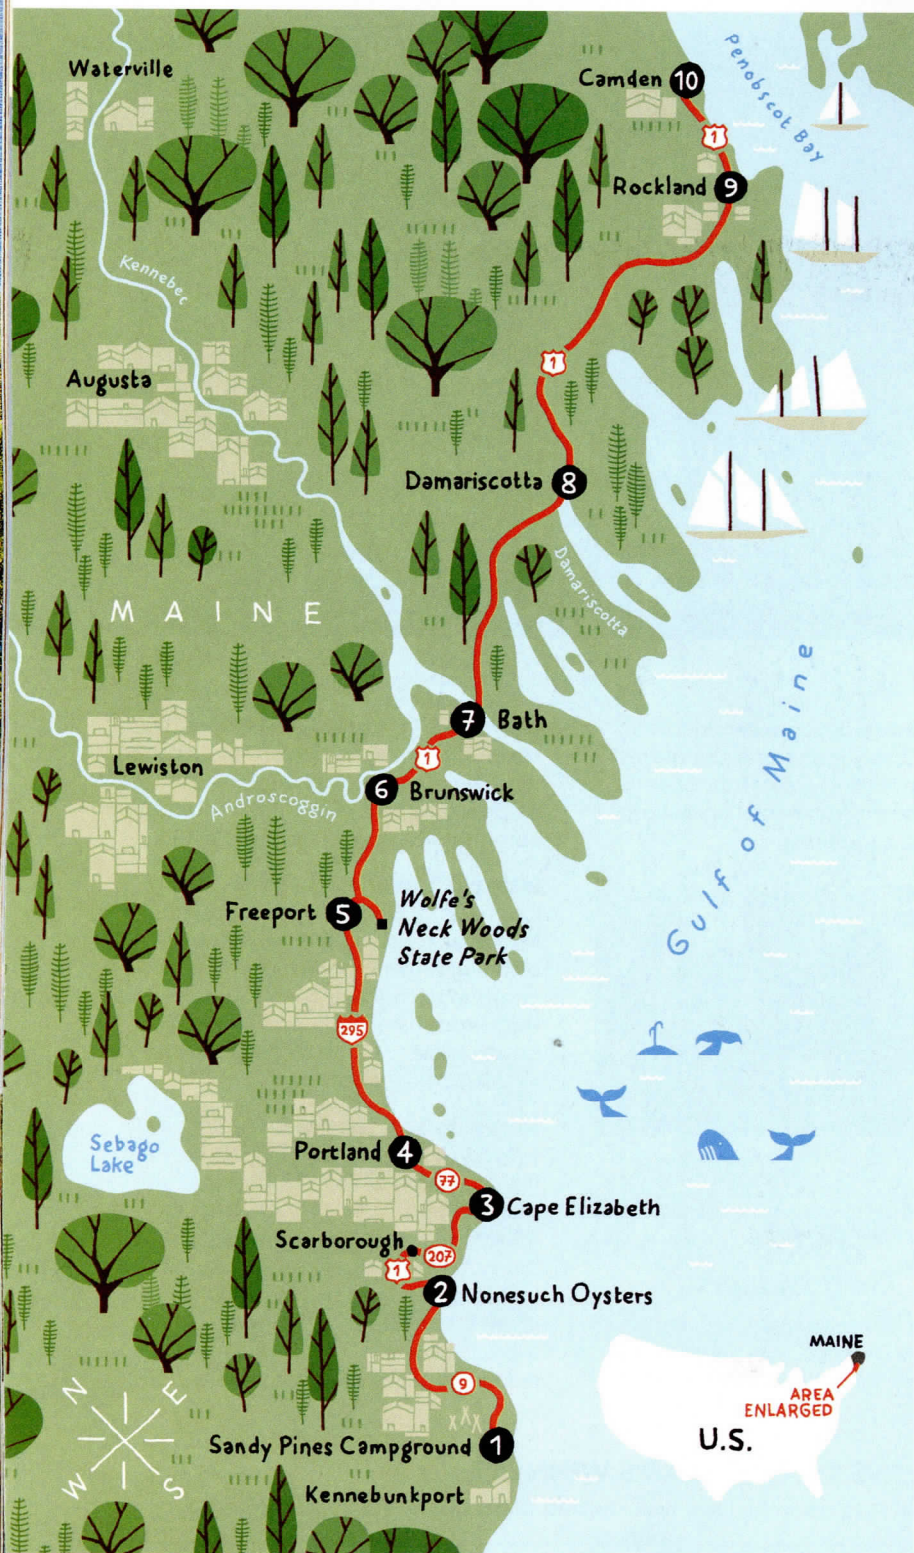 Waterville
Camden 10
Penobscot Bay
1
Rockland 9
Kennebec
1
Augusta
Damariscotta 8
Damariscotta
MAINE
7 Bath
1
Lewiston
6 Brunswick
Androscoggin
Gulf of Maine
Freeport 5
Wolfe's
Neck Woods
State Park
295
Portland 4
Sebago
Lake
77
3 Cape Elizabeth
Scarborough
207
1
2 Nonesuch Oysters
MAINE
9
AREA
ENLARGED
U.S.
N
E
W
S
Sandy Pines Campground 1
Kennebunkport